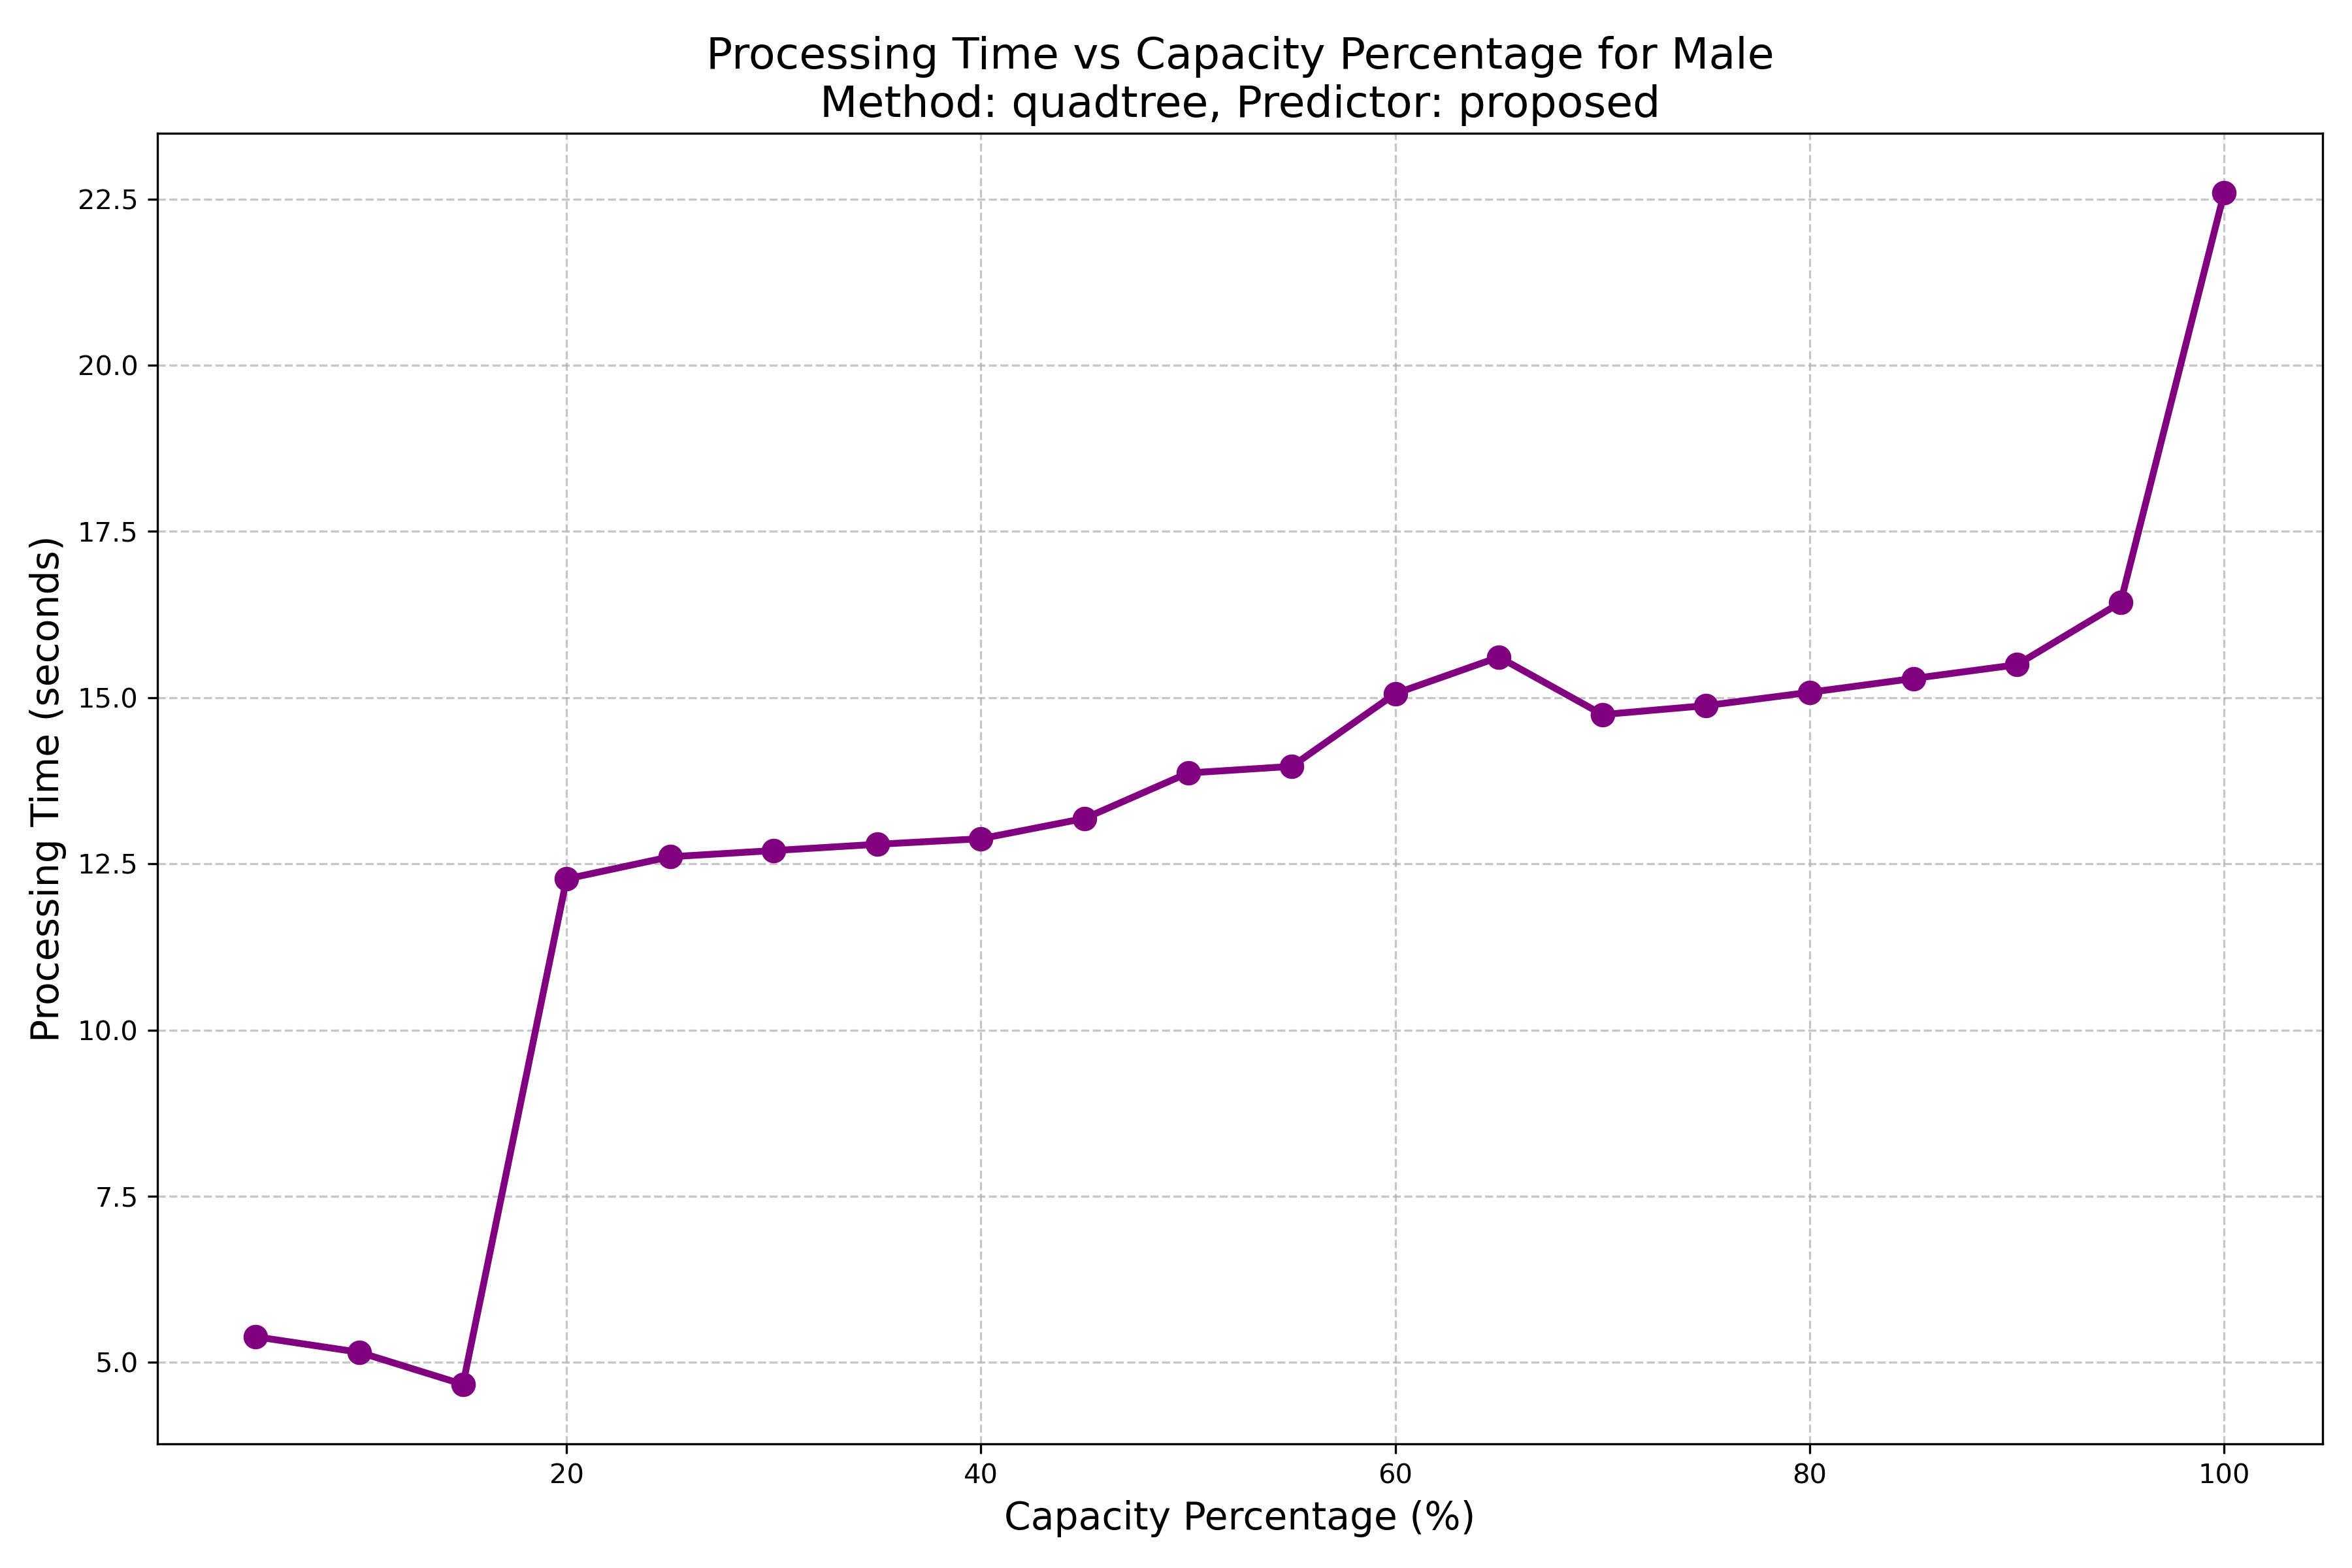 Processing Time vs Capacity Percentage for Male
Method: quadtree, Predictor: proposed
Processing Time (seconds)
22.5
20.0
17.5
15.0
12.5
10.0
7.5
5.0
20 40 60 80 100
Capacity Percentage (%)